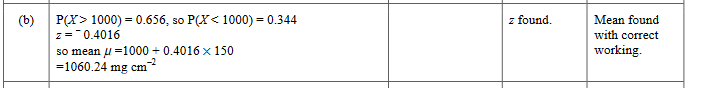 (b) P(X > 1000) = 0.656, so P(X < 1000) = 0.344 z found. Mean found
z = ⁻0.4016 with correct
so mean μ =1000 + 0.4016 × 150 working.
=1060.24 mg cm⁻²